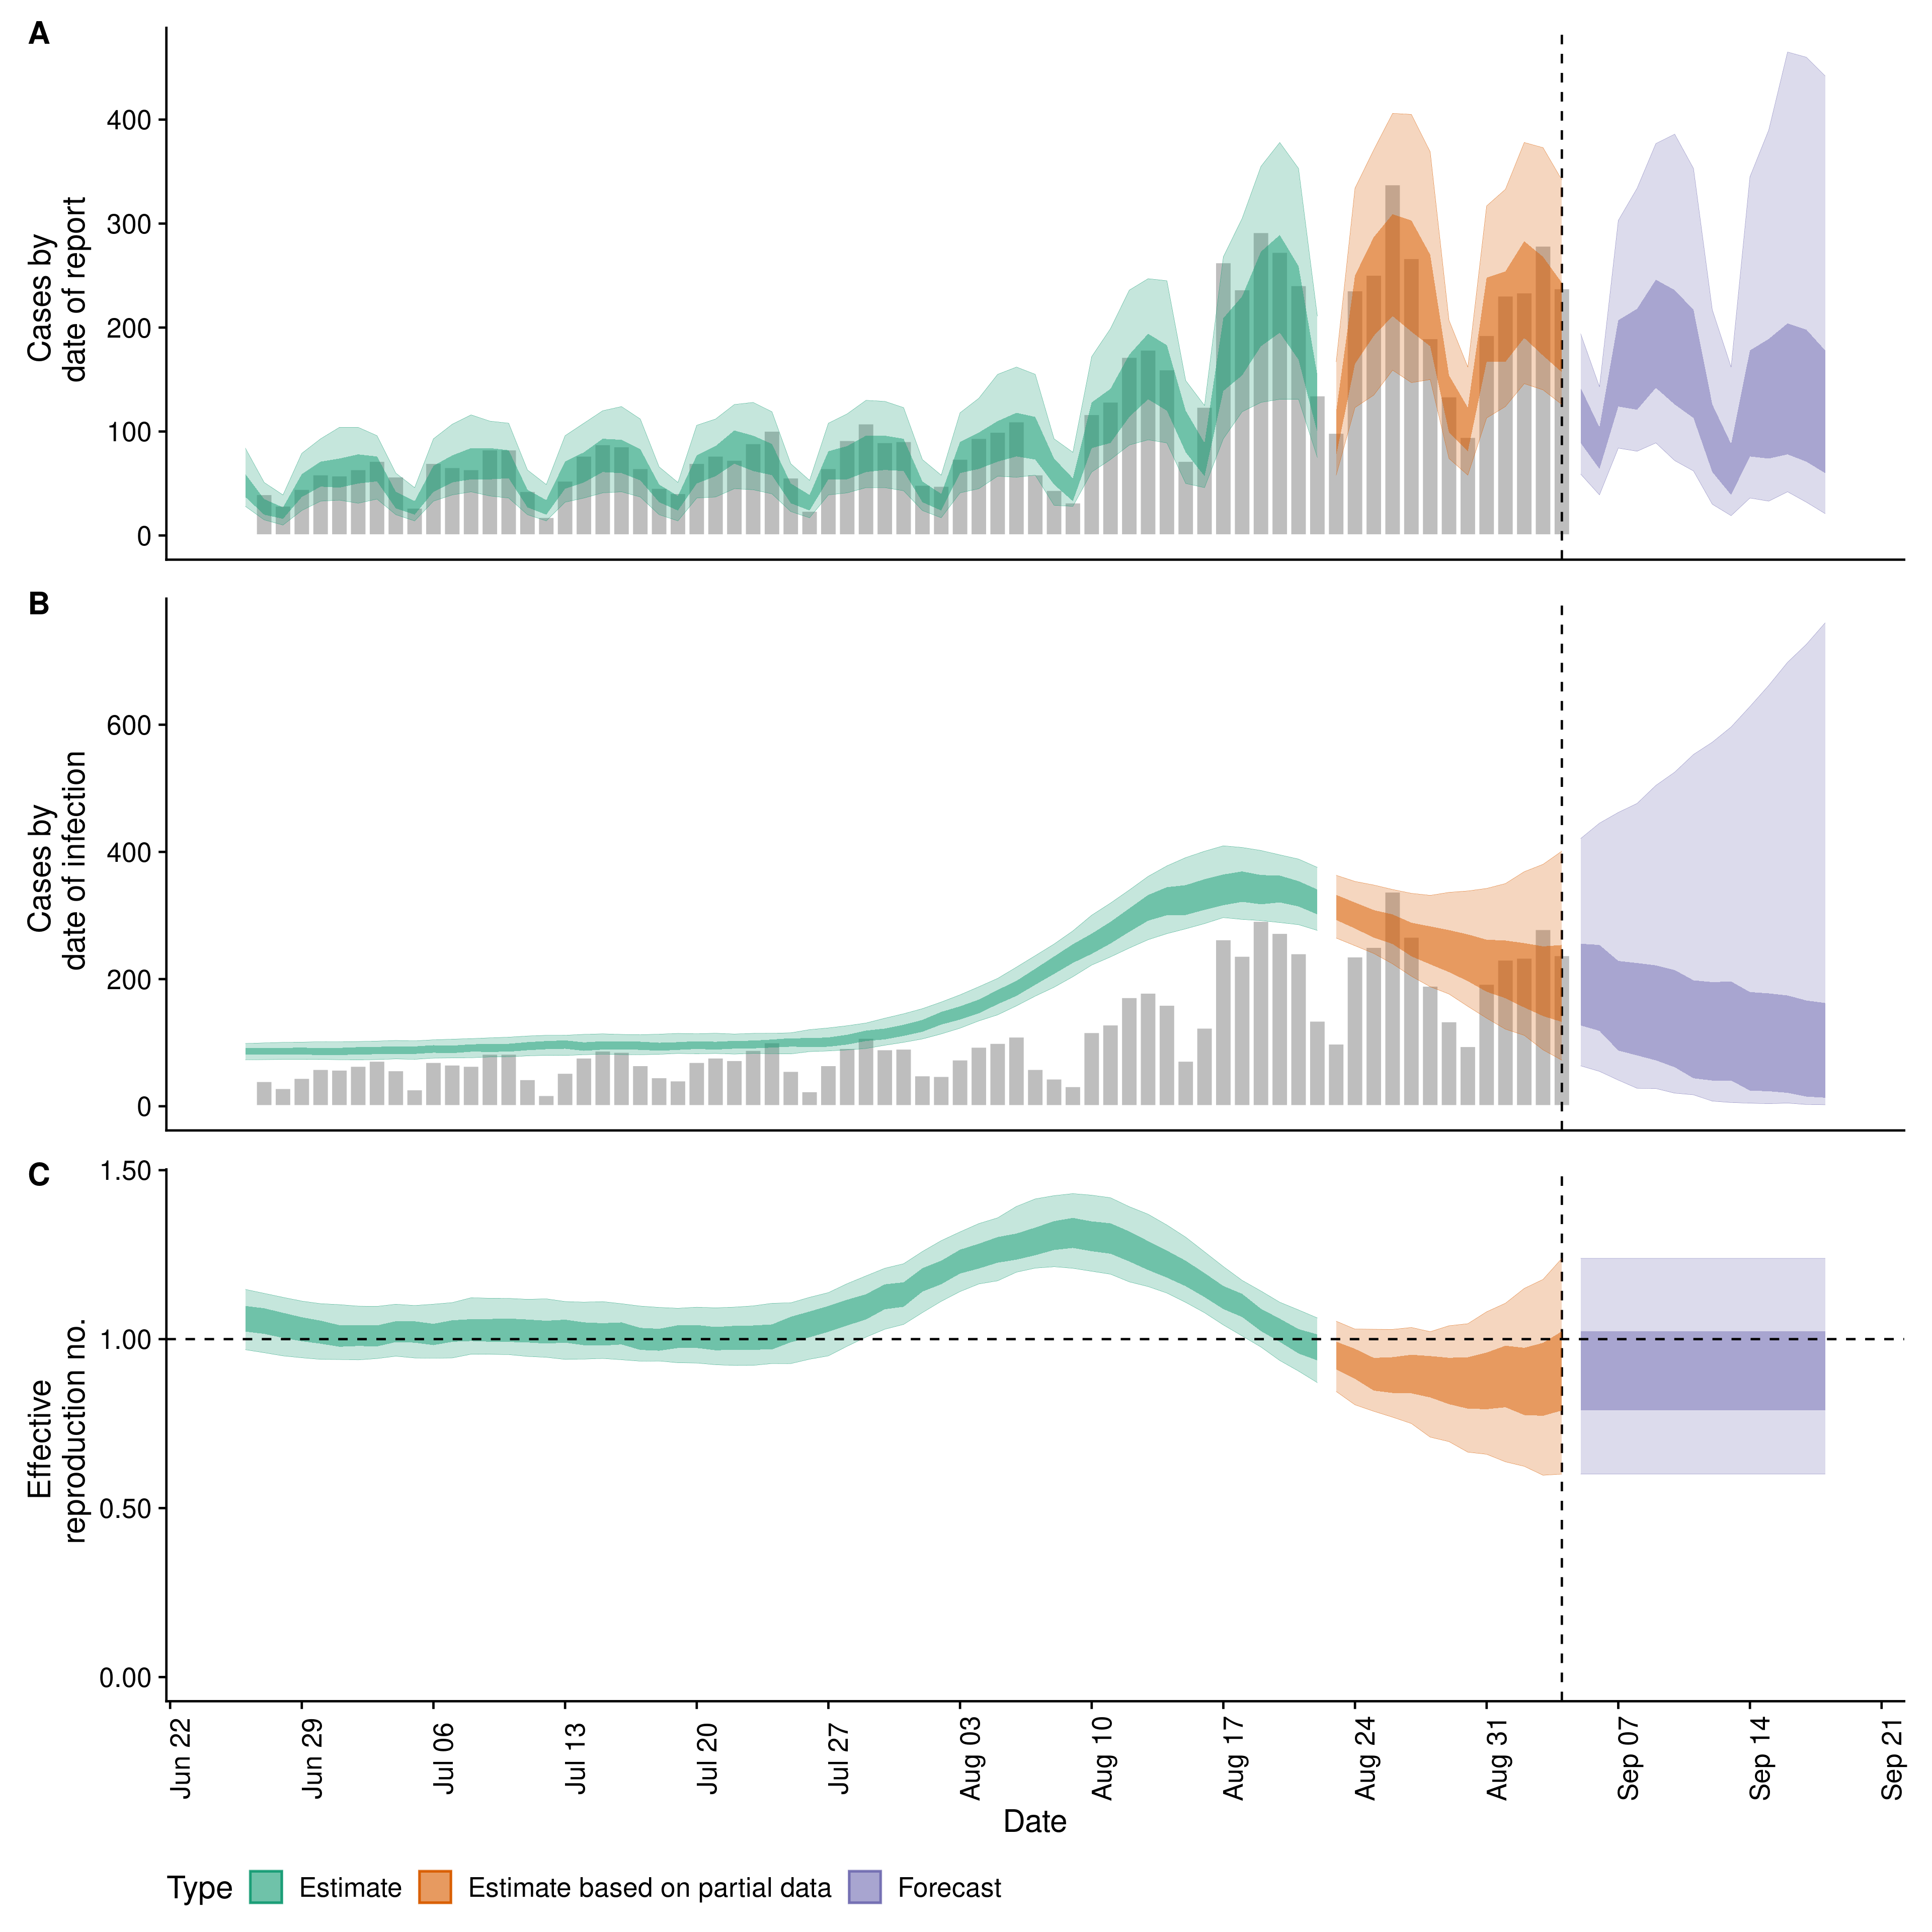 A
Cases by
date of report
400
300
200
100
0
B
Cases by
date of infection
600
400
200
0
C
Effective
reproduction no.
1.50
1.00
0.50
0.00
Jun 22
Jun 29
Jul 06
Jul 13
Jul 20
Jul 27
Aug 03
Aug 10
Aug 17
Aug 24
Aug 31
Sep 07
Sep 14
Sep 21
Date
Type Estimate Estimate based on partial data Forecast